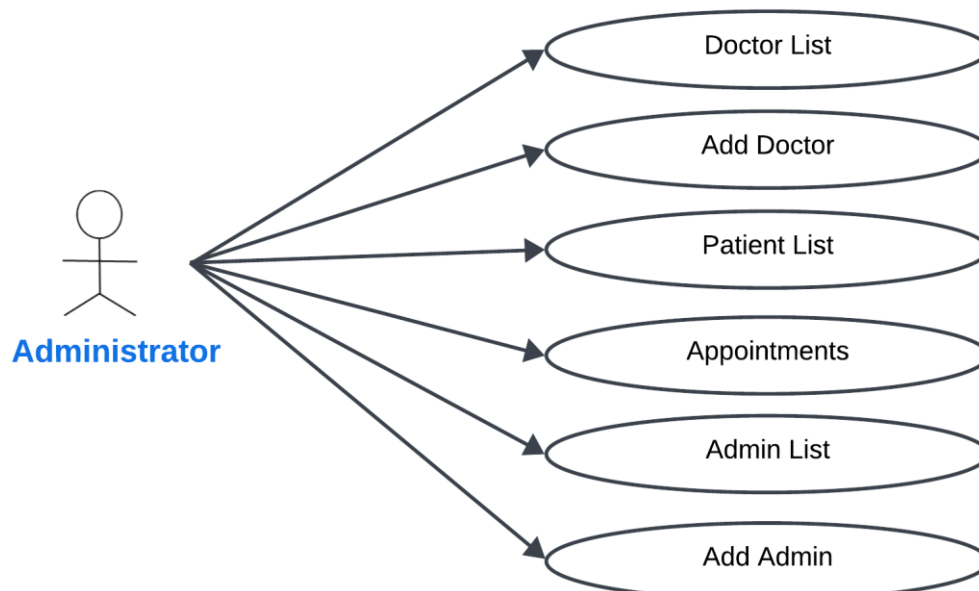 Doctor List
Add Doctor
Patient List
Administrator
Appointments
Admin List
Add Admin